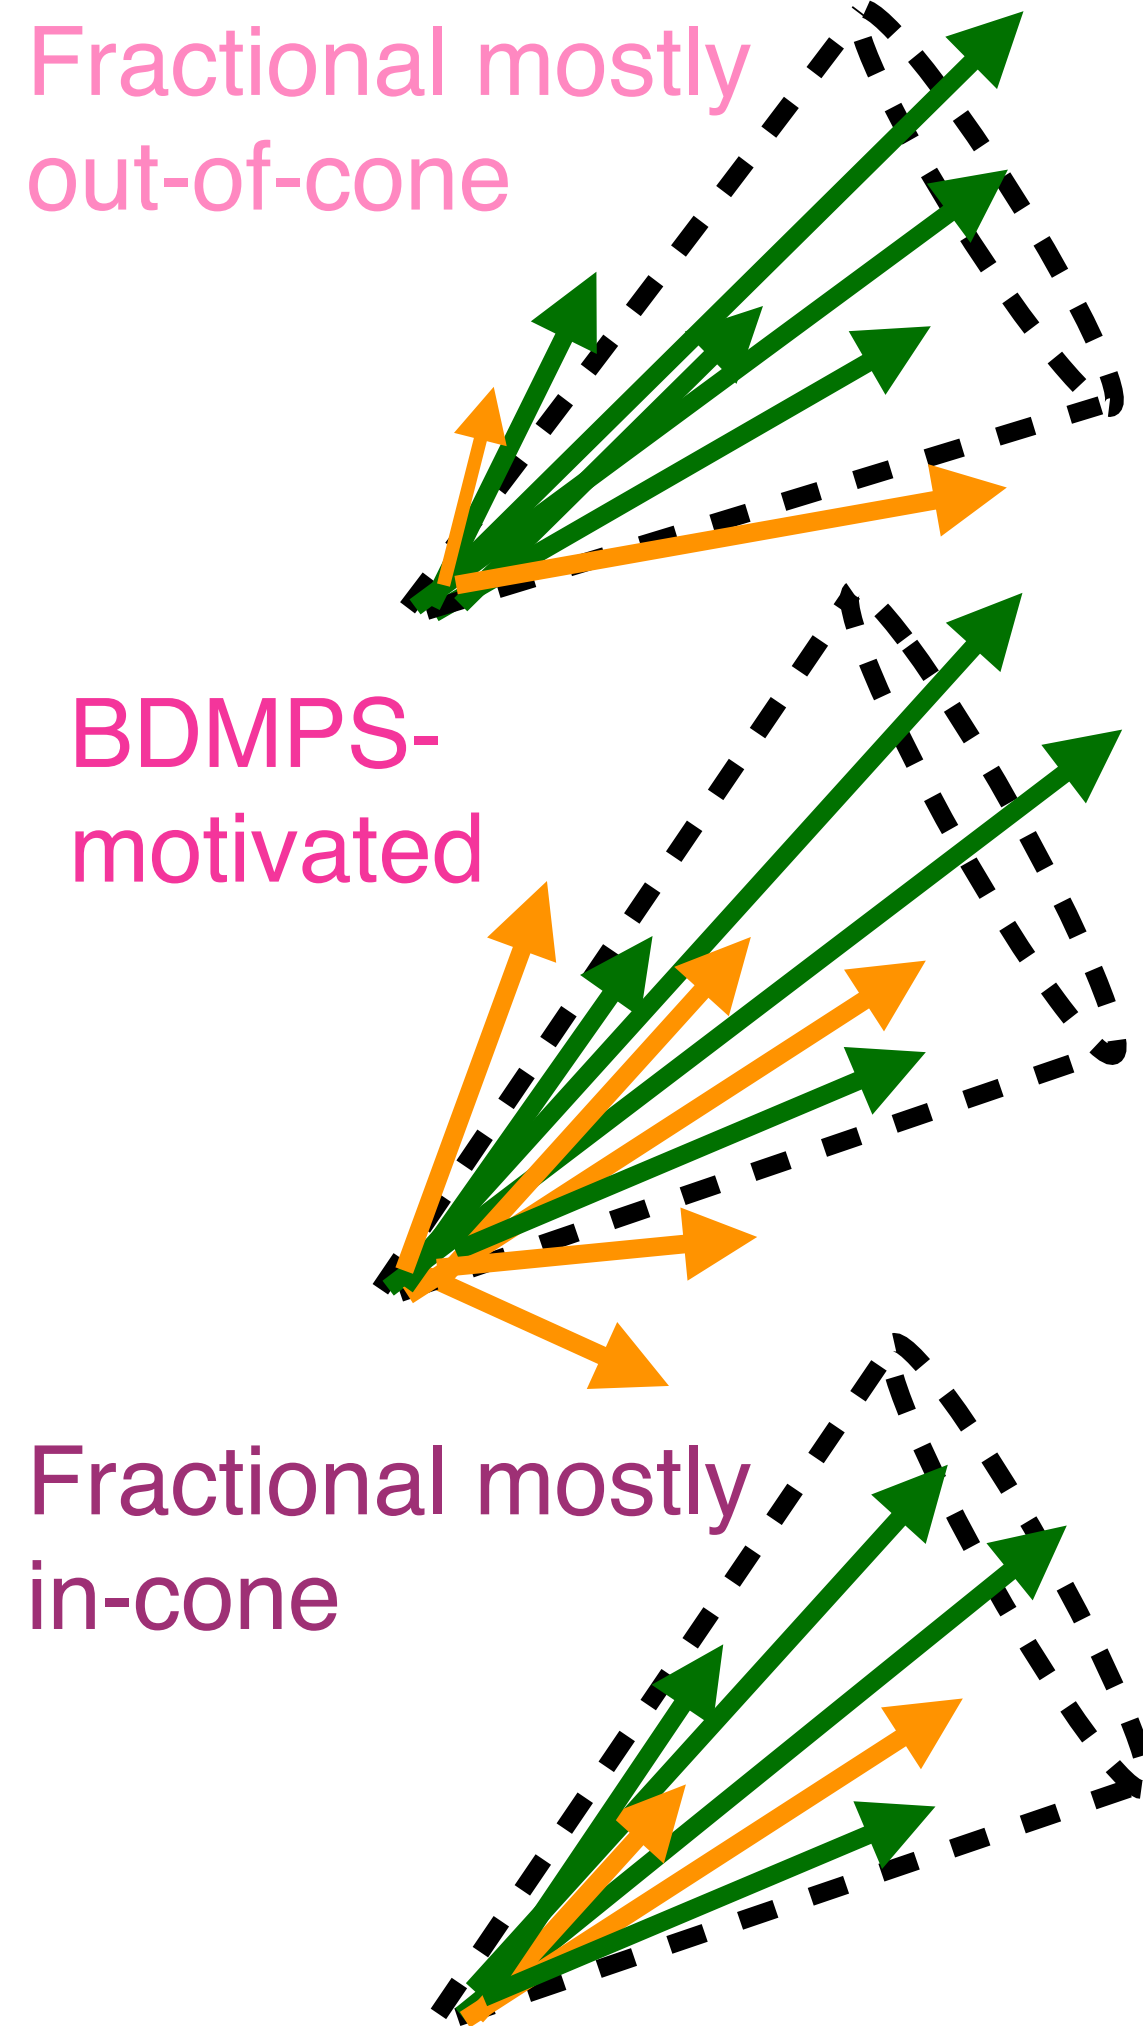 Fractional mostly
out-of-cone
BDMPS-
motivated
Fractional mostly
in-cone